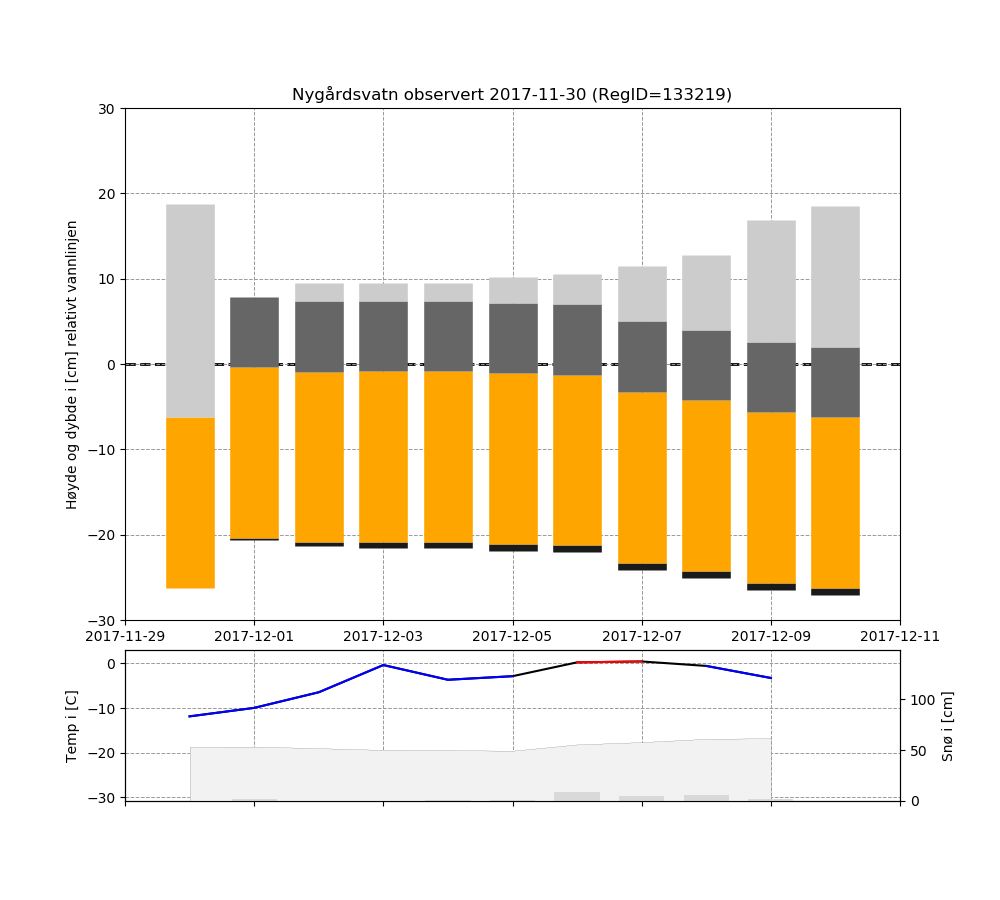 Nygårdsvatn observert 2017-11-30 (RegID=133219)
30
20
10
0
−10
−20
−30
Høyde og dybde i [cm] relativt vannlinjen
2017-11-29 2017-12-01 2017-12-03 2017-12-05 2017-12-07 2017-12-09 2017-12-11
0
−10
−20
−30
Temp i [C]
100
50
0
Snø i [cm]